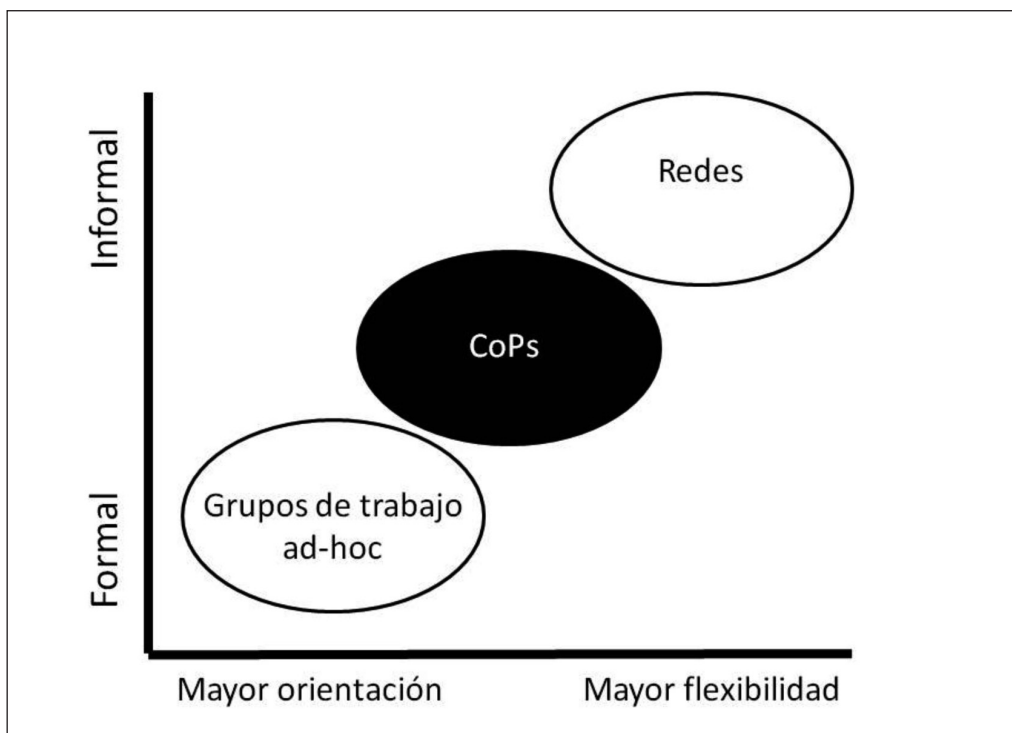 Informal
Formal
Redes
CoPs
Grupos de trabajo
ad-hoc
Mayor orientación
Mayor flexibilidad